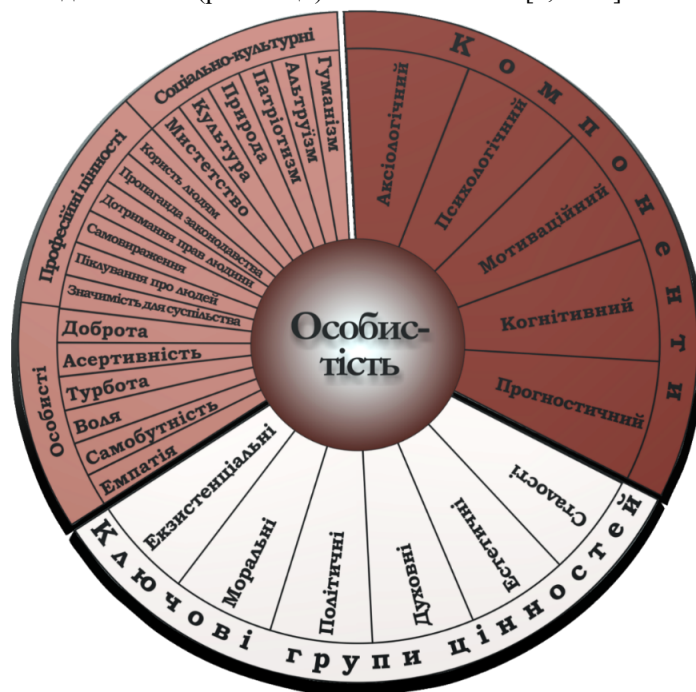 Соціально-культурні
Гуманізм
Альтруїзм
Патріотизм
Природа
Культура
Мистетство
Професійні цінності
Користь людям
Пропаганда законодавства
Дотримання прав людини
Самовираження
Піклування про людей
Значимість для суспільства
Особисті
Доброта
Асертивність
Турбота
Воля
Самобутність
Емпатія
Компоненти
Аксіологічний
Психологічний
Мотиваційний
Когнітивний
Прогностичний
Особис-
тість
Ключові групи цінностей
Екзистенціальні
Моральні
Політичні
Духовні
Естетичні
Сталості